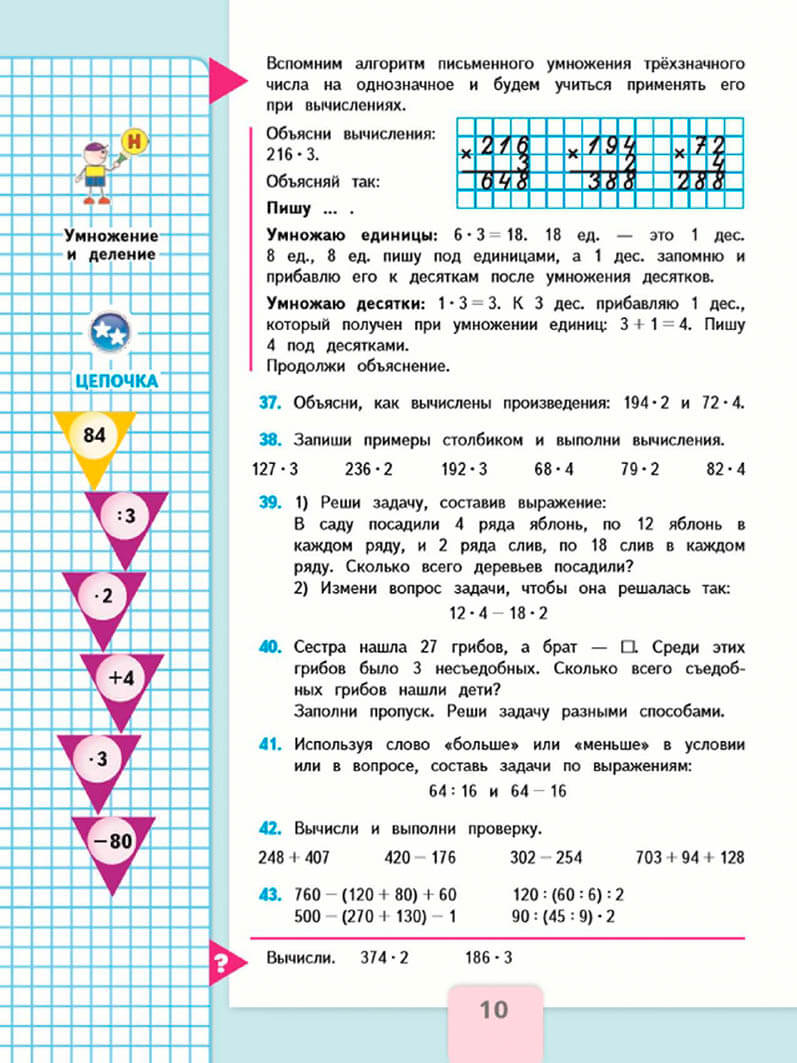 Вспомним алгоритм письменного умножения трёхзначного
числа на однозначное и будем учиться применять его
при вычислениях.
Объясни вычисления:
216 · 3.
Объясняй так:
Пишу ... .
× 216
3
648
× 194
2
388
× 72
4
288
Умножаю единицы: 6 · 3 = 18. 18 ед. — это 1 дес.
8 ед., 8 ед. пишу под единицами, а 1 дес. запомню и
прибавлю его к десяткам после умножения десятков.
Умножаю десятки: 1 · 3 = 3. К 3 дес. прибавляю 1 дес.,
который получен при умножении единиц: 3 + 1 = 4. Пишу
4 под десятками.
Продолжи объяснение.
37. Объясни, как вычислены произведения: 194 · 2 и 72 · 4.
38. Запиши примеры столбиком и выполни вычисления.
127 · 3 236 · 2 192 · 3 68 · 4 79 · 2 82 · 4
39. 1) Реши задачу, составив выражение:
В саду посадили 4 ряда яблонь, по 12 яблонь в
каждом ряду, и 2 ряда слив, по 18 слив в каждом
ряду. Сколько всего деревьев посадили?
2) Измени вопрос задачи, чтобы она решалась так:
12 · 4 − 18 · 2
40. Сестра нашла 27 грибов, а брат — □. Среди этих
грибов было 3 несъедобных. Сколько всего съедоб-
ных грибов нашли дети?
Заполни пропуск. Реши задачу разными способами.
41. Используя слово «больше» или «меньше» в условии
или в вопросе, составь задачи по выражениям:
64 : 16 и 64 − 16
42. Вычисли и выполни проверку.
248 + 407 420 − 176 302 − 254 703 + 94 + 128
43. 760 − (120 + 80) + 60 120 : (60 : 6) : 2
500 − (270 + 130) − 1 90 : (45 : 9) · 2
? Вычисли. 374 · 2 186 · 3
10
Н
Умножение
и деление
ЦЕПОЧКА
84
:3
· 2
+4
· 3
−80